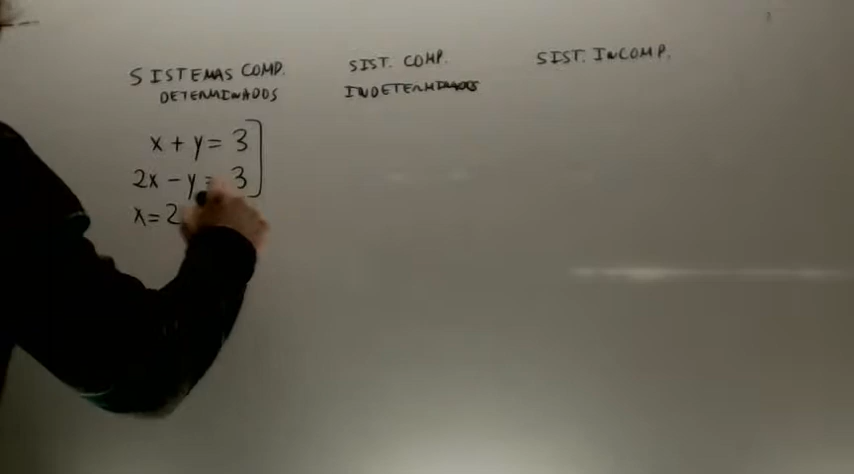 SISTEMAS COMP.
DETERMINADOS
SIST. COMP.
INDETERMINADOS
SIST. INCOMP.
x + y = 3
2x - y = 3
x = 2